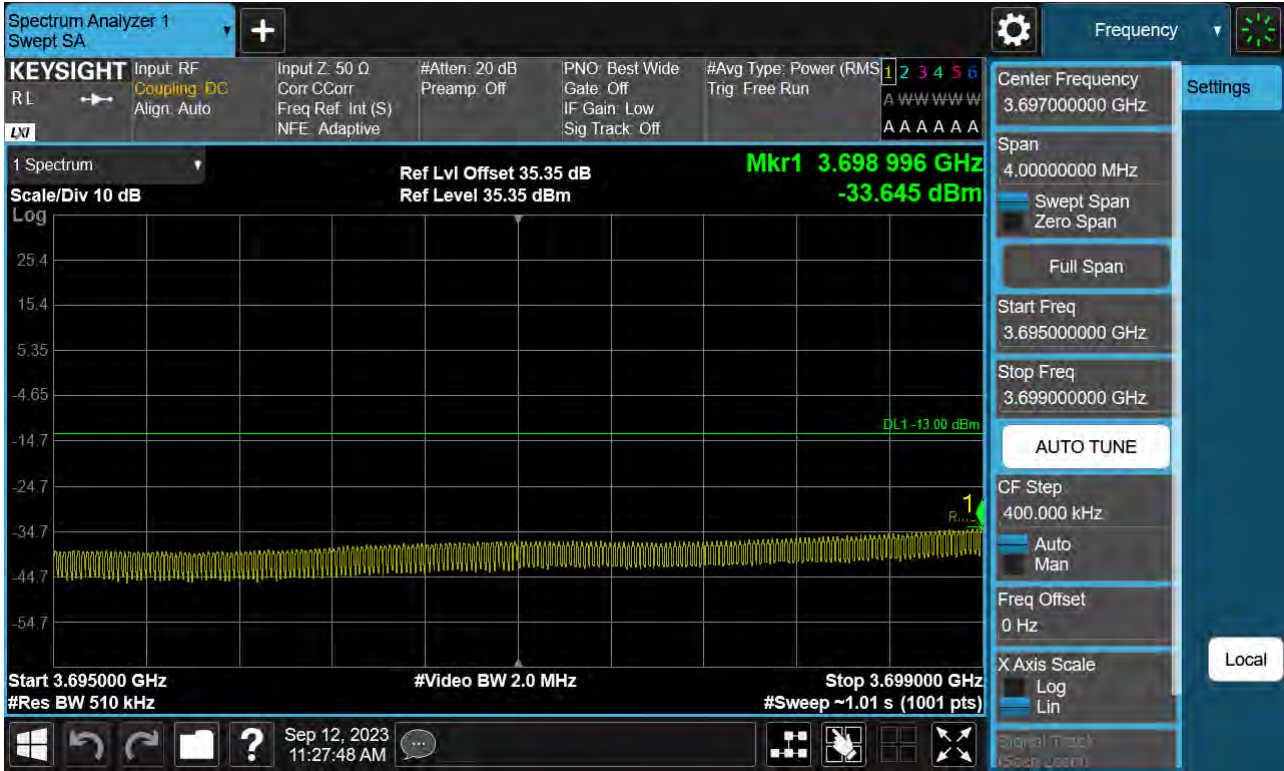 Spectrum Analyzer 1
Swept SA
Frequency
KEYSIGHT
RL
LXI
Input: RF
Coupling: DC
Align: Auto
Input Z: 50 Ω
Corr CCorr
Freq Ref: Int (S)
NFE: Adaptive
#Atten: 20 dB
Preamp: Off
PNO: Best Wide
Gate: Off
IF Gain: Low
Sig Track: Off
#Avg Type: Power (RMS
Trig: Free Run
1 2 3 4 5 6
A W W W W W
A A A A A A
1 Spectrum
Scale/Div 10 dB
Log
Ref Lvl Offset 35.35 dB
Ref Level 35.35 dBm
Mkr1 3.698 996 GHz
-33.645 dBm
25.4
15.4
5.35
-4.65
-14.7
-24.7
-34.7
-44.7
-54.7
DL1 -13.00 dBm
1
Start 3.695000 GHz
#Res BW 510 kHz
#Video BW 2.0 MHz
Stop 3.699000 GHz
#Sweep ~1.01 s (1001 pts)
Sep 12, 2023
11:27:48 AM
Center Frequency
3.697000000 GHz
Span
4.00000000 MHz
Swept Span
Zero Span
Full Span
Start Freq
3.695000000 GHz
Stop Freq
3.699000000 GHz
AUTO TUNE
CF Step
400.000 kHz
Auto
Man
Freq Offset
0 Hz
X Axis Scale
Log
Lin
Signal Track
(Span Zoom)
Settings
Local